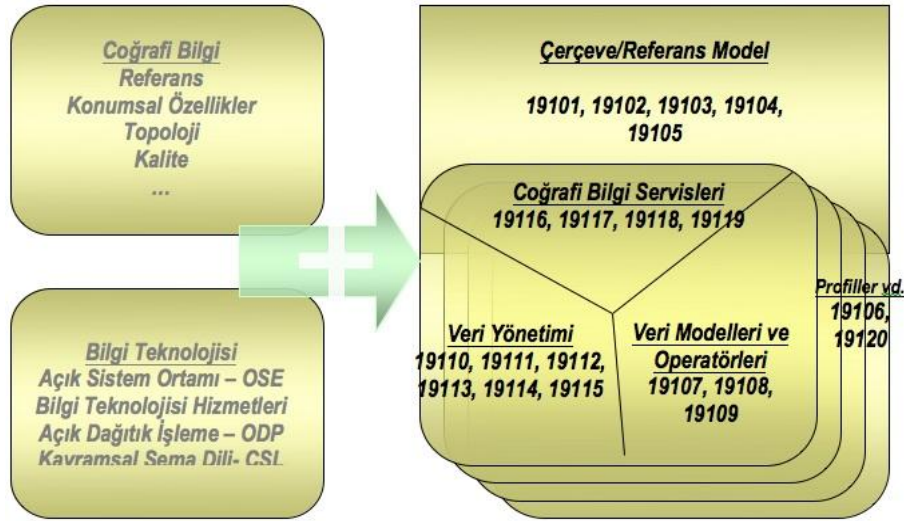 Coğrafi Bilgi
Referans
Konumsal Özellikler
Topoloji
Kalite
...
Bilgi Teknolojisi
Açık Sistem Ortamı – OSE
Bilgi Teknolojisi Hizmetleri
Açık Dağıtık İşleme – ODP
Kavramsal Şema Dili- CSL
Çerçeve/Referans Model
19101, 19102, 19103, 19104,
19105
Coğrafi Bilgi Servisleri
19116, 19117, 19118, 19119
Veri Yönetimi
19110, 19111, 19112,
19113, 19114, 19115
Veri Modelleri ve
Operatörleri
19107, 19108,
19109
Profiller vd.
19106,
19120